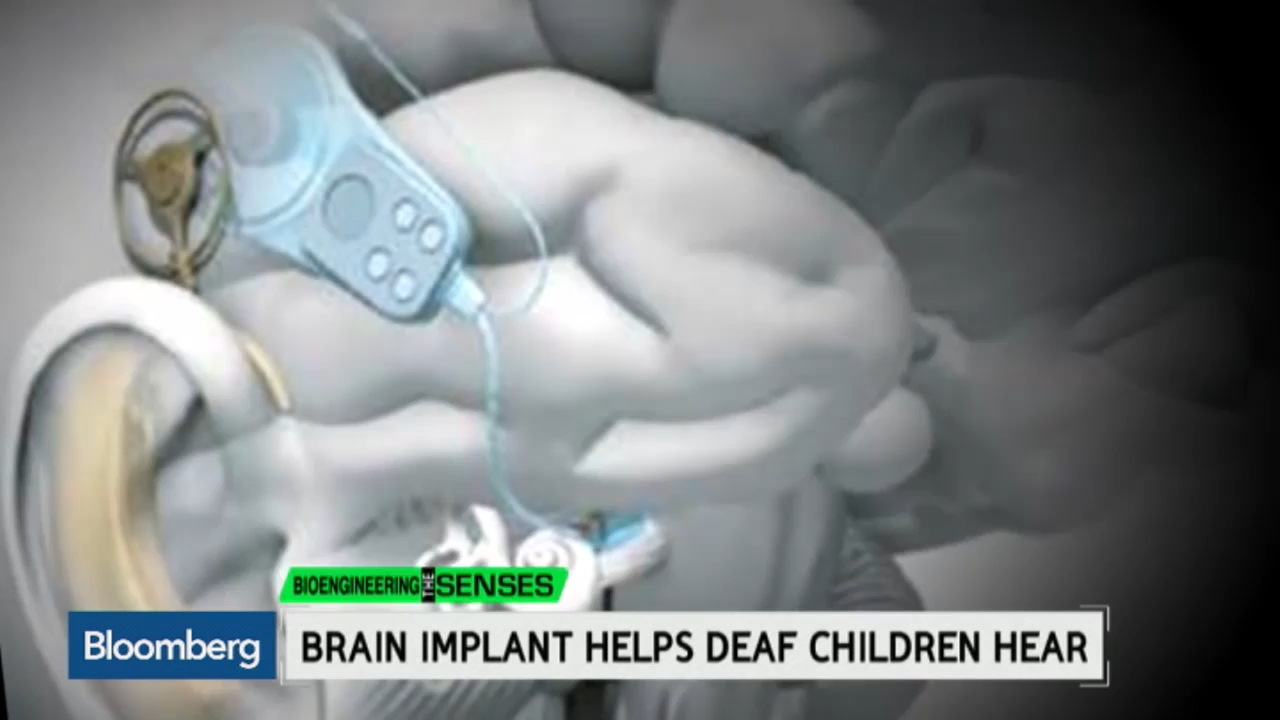 BIOENGINEERING THE SENSES
Bloomberg
BRAIN IMPLANT HELPS DEAF CHILDREN HEAR